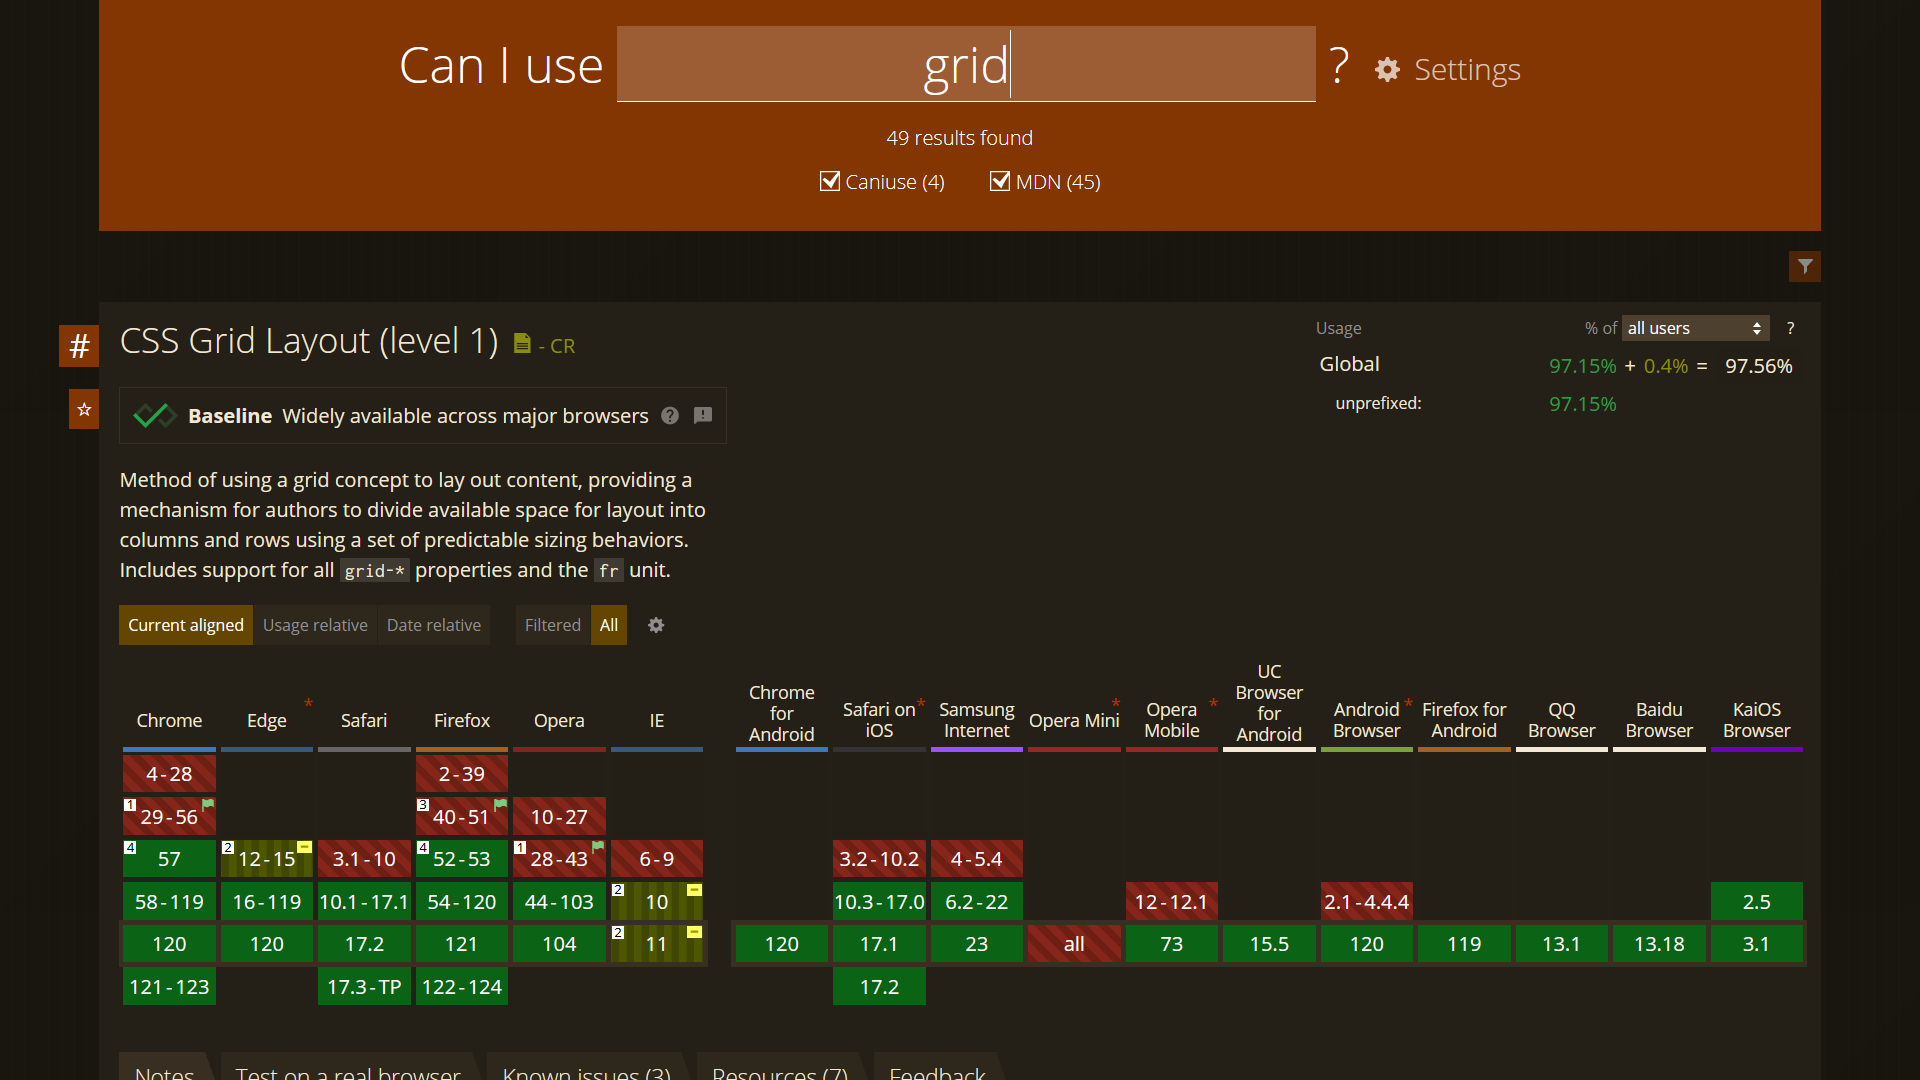 Can I use grid ? Settings
49 results found
Caniuse (4) MDN (45)
# CSS Grid Layout (level 1) - CR
Usage % of all users ?
Global 97.15% + 0.4% = 97.56%
unprefixed: 97.15%
Baseline Widely available across major browsers
Method of using a grid concept to lay out content, providing a
mechanism for authors to divide available space for layout into
columns and rows using a set of predictable sizing behaviors.
Includes support for all grid-* properties and the fr unit.
Current aligned Usage relative Date relative Filtered All
Chrome
Edge *
Safari
Firefox
Opera
IE
Chrome
for
Android
Safari on *
iOS
Samsung
Internet
Opera Mini *
Opera *
Mobile
UC
Browser
for
Android
Android *
Browser
Firefox for
Android
QQ
Browser
Baidu
Browser
KaiOS
Browser
4-28 2-39
1 29-56 3 40-51 10-27
4 57 2 12-15 3.1-10 4 52-53 1 28-43 6-9 3.2-10.2 4-5.4
58-119 16-119 10.1-17.1 54-120 44-103 2 10 10.3-17.0 6.2-22 12-12.1 2.1-4.4.4 2.5
120 120 17.2 121 104 2 11 120 17.1 23 all 73 15.5 120 119 13.1 13.18 3.1
121-123 17.3-TP 122-124 17.2
Notes Test on a real browser Known issues (3) Resources (7) Feedback